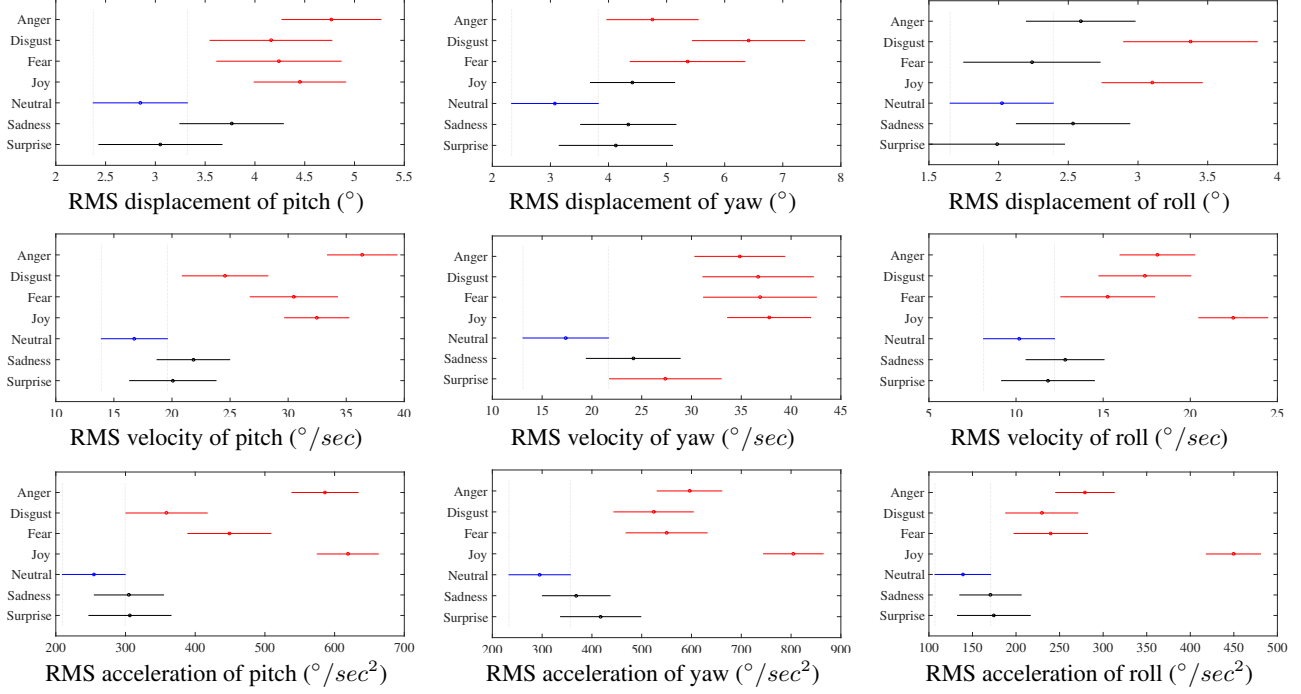 Anger
Disgust
Fear
Joy
Neutral
Sadness
Surprise
2 2.5 3 3.5 4 4.5 5 5.5
RMS displacement of pitch (°)
Anger
Disgust
Fear
Joy
Neutral
Sadness
Surprise
2 3 4 5 6 7 8
RMS displacement of yaw (°)
Anger
Disgust
Fear
Joy
Neutral
Sadness
Surprise
1.5 2 2.5 3 3.5 4
RMS displacement of roll (°)
Anger
Disgust
Fear
Joy
Neutral
Sadness
Surprise
10 15 20 25 30 35 40
RMS velocity of pitch (°/sec)
Anger
Disgust
Fear
Joy
Neutral
Sadness
Surprise
10 15 20 25 30 35 40 45
RMS velocity of yaw (°/sec)
Anger
Disgust
Fear
Joy
Neutral
Sadness
Surprise
5 10 15 20 25
RMS velocity of roll (°/sec)
Anger
Disgust
Fear
Joy
Neutral
Sadness
Surprise
200 300 400 500 600 700
RMS acceleration of pitch (°/sec²)
Anger
Disgust
Fear
Joy
Neutral
Sadness
Surprise
200 300 400 500 600 700 800 900
RMS acceleration of yaw (°/sec²)
Anger
Disgust
Fear
Joy
Neutral
Sadness
Surprise
100 150 200 250 300 350 400 450 500
RMS acceleration of roll (°/sec²)